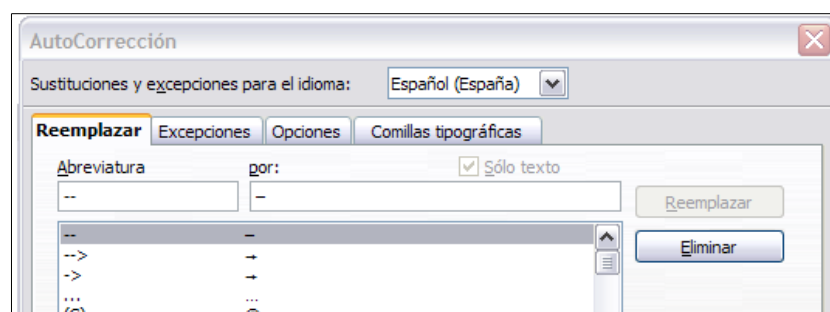 AutoCorrección
Sustituciones y excepciones para el idioma: Español (España)
Reemplazar Excepciones Opciones Comillas tipográficas
Abreviatura por: Sólo texto
-- –
Reemplazar
-- –
Eliminar
--> →
-> →
... …